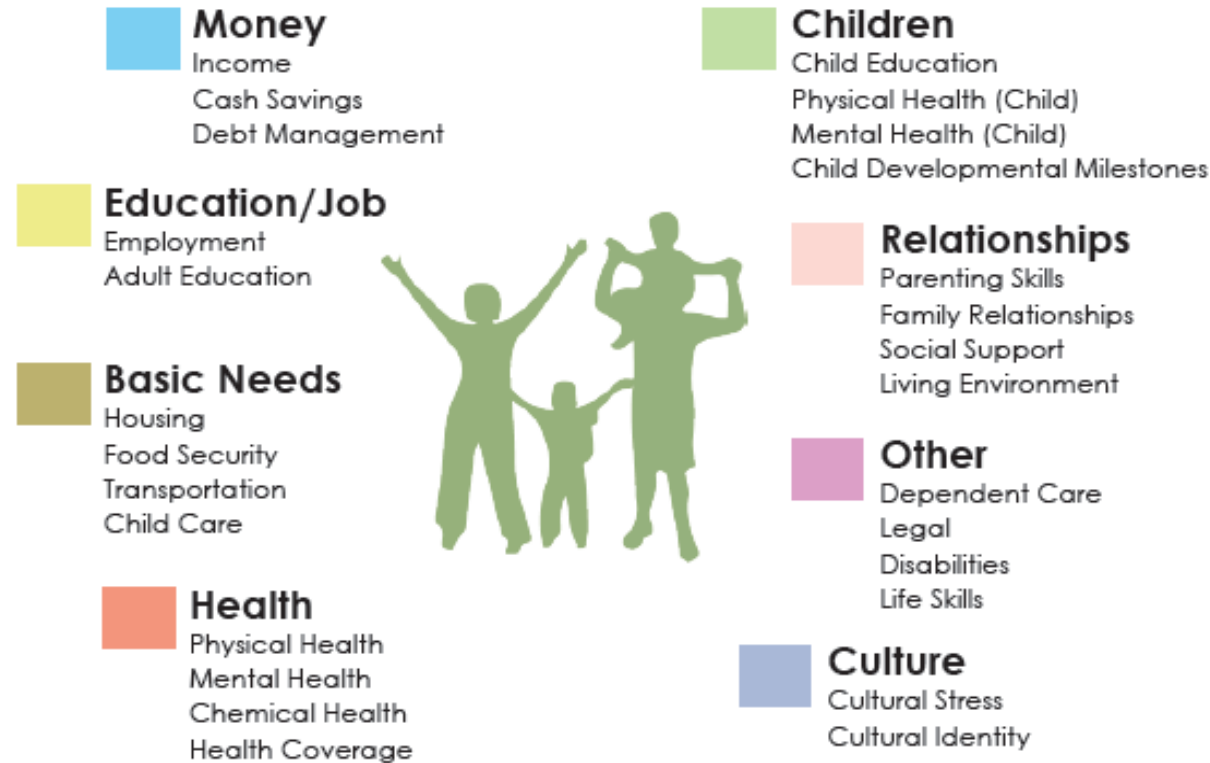 Money
Income
Cash Savings
Debt Management
Education/Job
Employment
Adult Education
Basic Needs
Housing
Food Security
Transportation
Child Care
Health
Physical Health
Mental Health
Chemical Health
Health Coverage
Children
Child Education
Physical Health (Child)
Mental Health (Child)
Child Developmental Milestones
Relationships
Parenting Skills
Family Relationships
Social Support
Living Environment
Other
Dependent Care
Legal
Disabilities
Life Skills
Culture
Cultural Stress
Cultural Identity